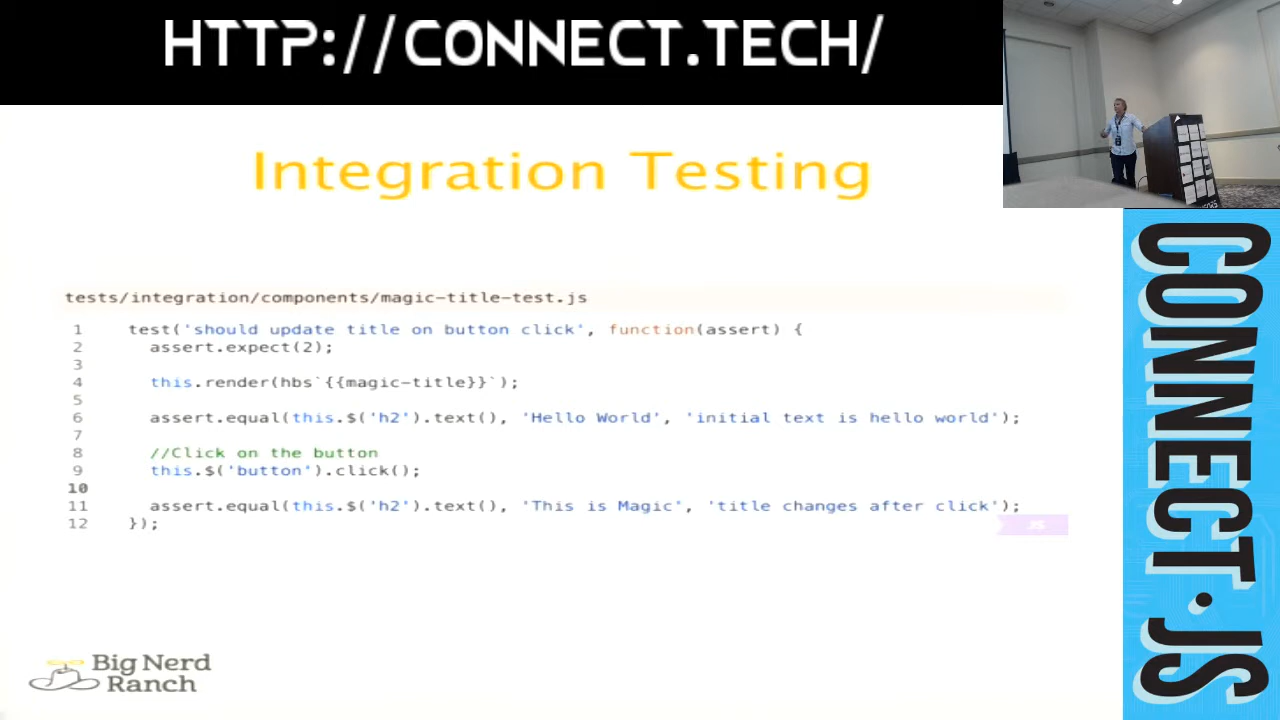 HTTP://CONNECT.TECH/
Integration Testing
tests/integration/components/magic-title-test.js
1 test('should update title on button click', function(assert) {
2 assert.expect(2);
3
4 this.render(hbs`{{magic-title}}`);
5
6 assert.equal(this.$('h2').text(), 'Hello World', 'initial text is hello world');
7
8 //Click on the button
9 this.$('button').click();
10
11 assert.equal(this.$('h2').text(), 'This is Magic', 'title changes after click');
12 });
JS
Big Nerd
Ranch
CONNECT·JS